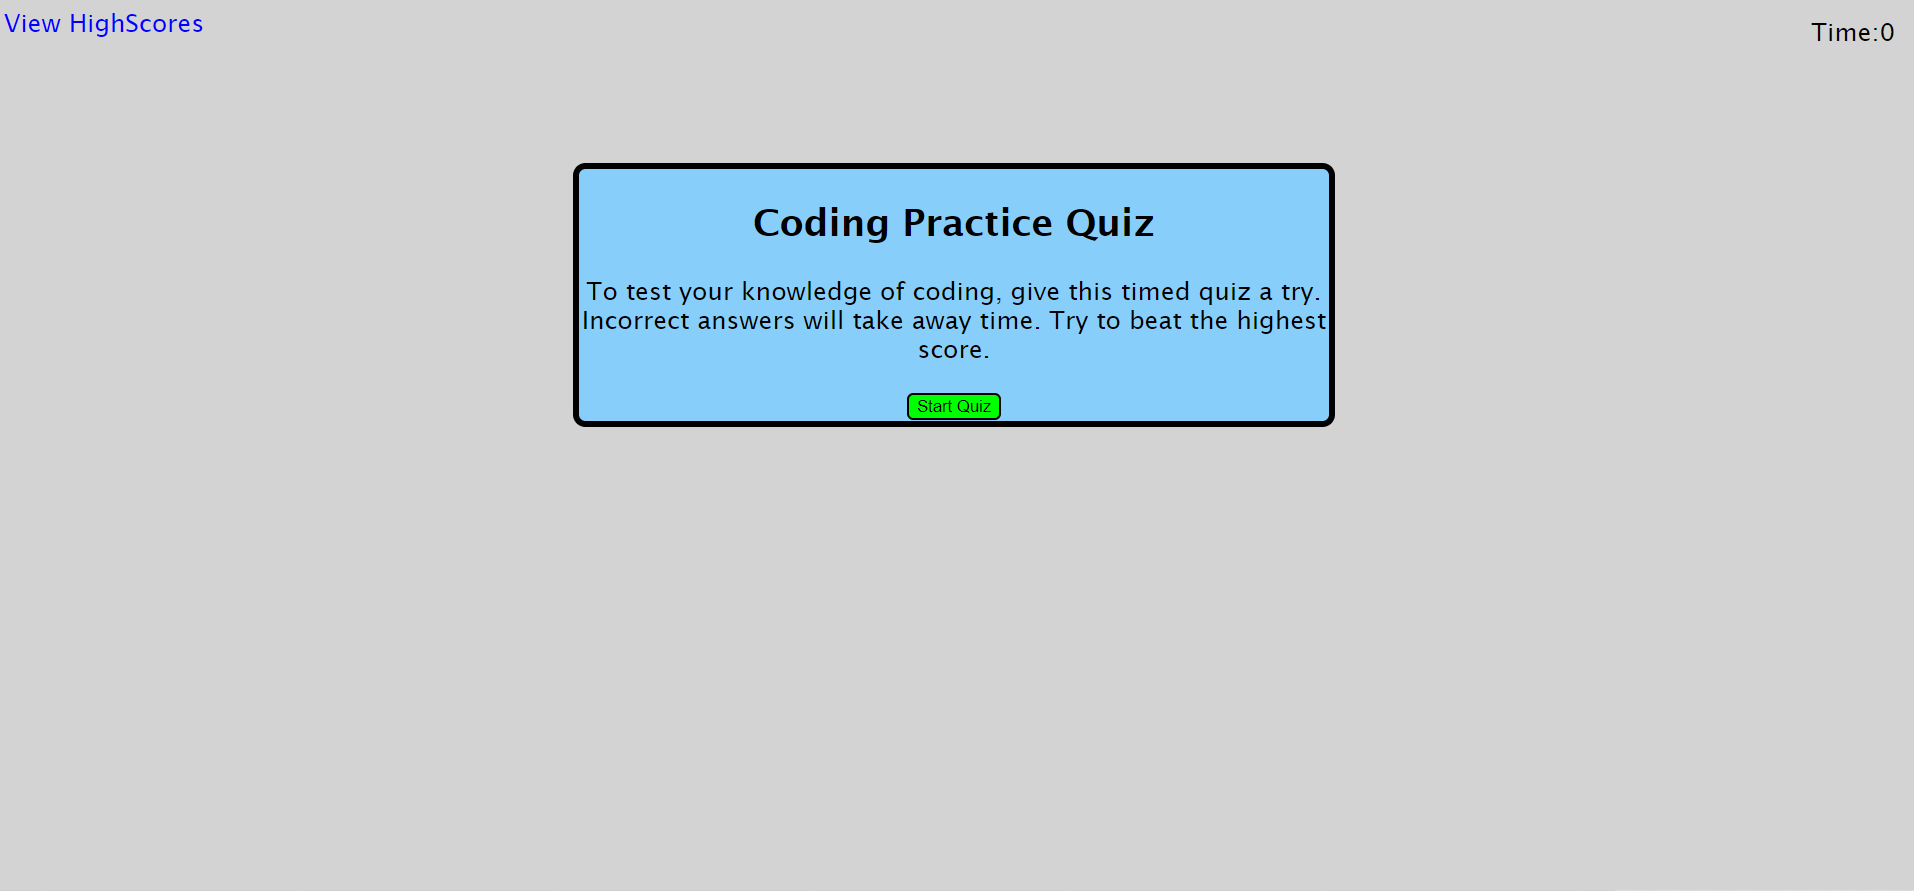 View HighScores
Time:0
Coding Practice Quiz
To test your knowledge of coding, give this timed quiz a try.
Incorrect answers will take away time. Try to beat the highest
score.
Start Quiz